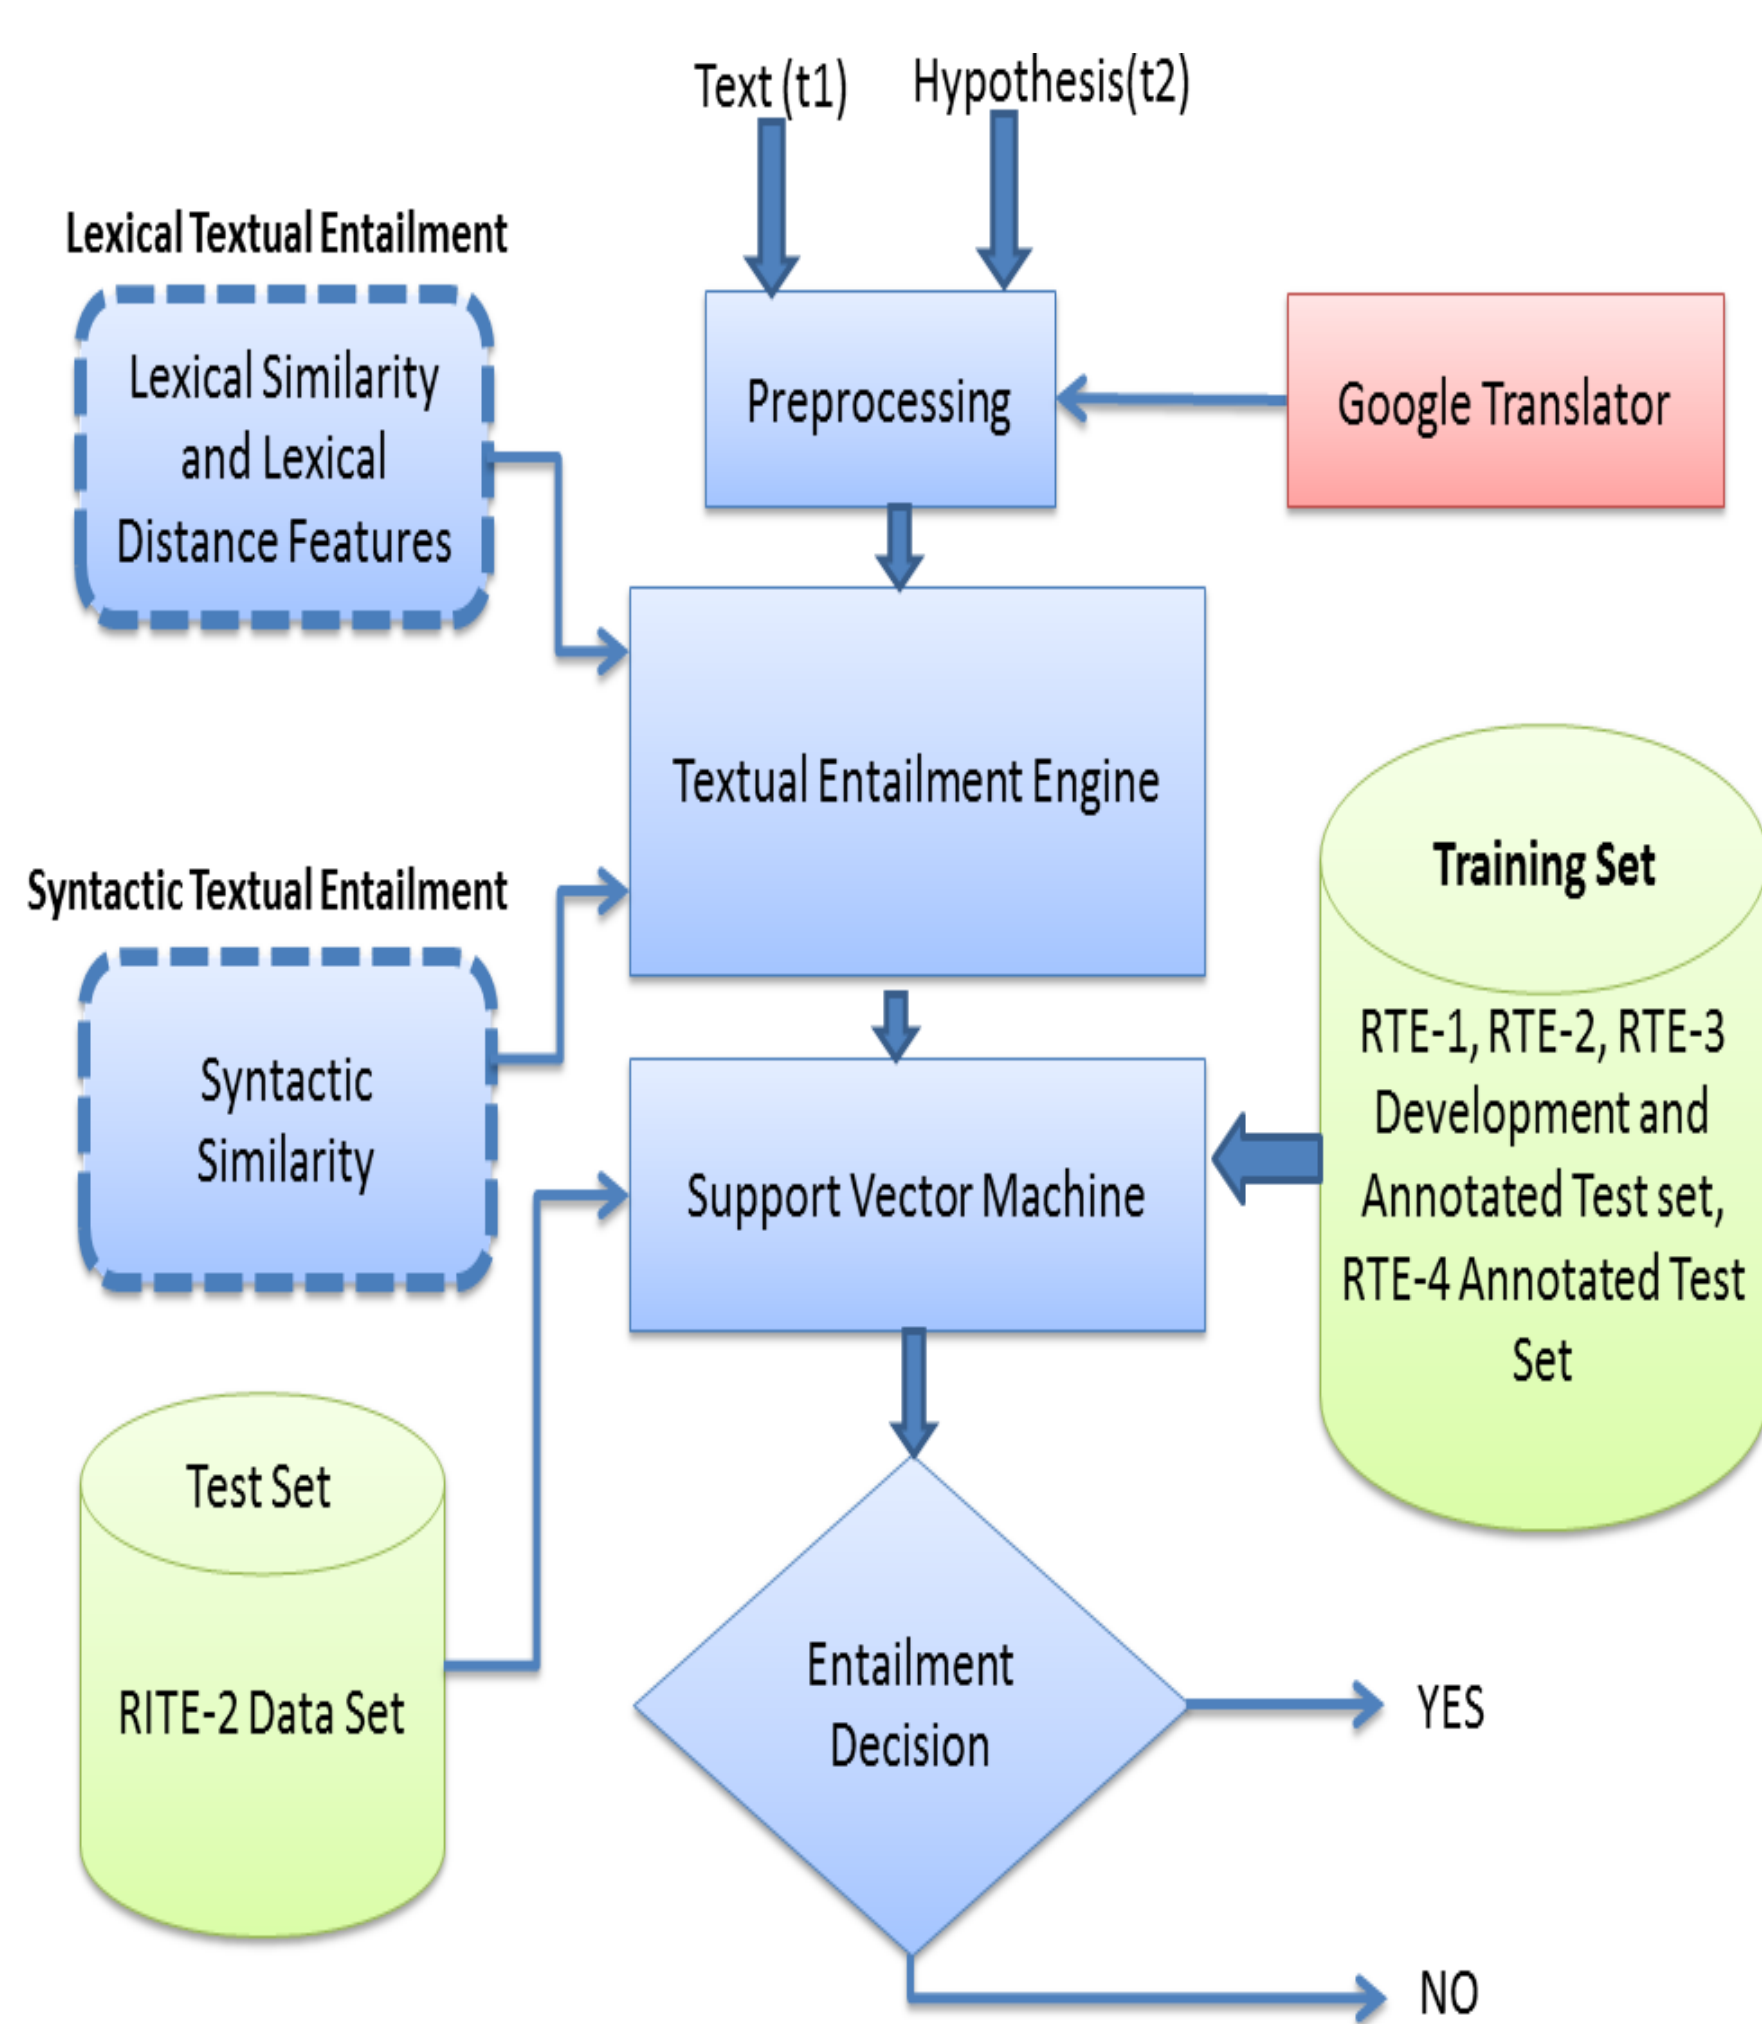 Text (t1)
Hypothesis(t2)
Lexical Textual Entailment
Lexical Similarity
and Lexical
Distance Features
Preprocessing
Google Translator
Textual Entailment Engine
Syntactic Textual Entailment
Syntactic
Similarity
Training Set
RTE-1, RTE-2, RTE-3
Development and
Annotated Test set,
RTE-4 Annotated Test
Set
Support Vector Machine
Test Set
RITE-2 Data Set
Entailment
Decision
YES
NO